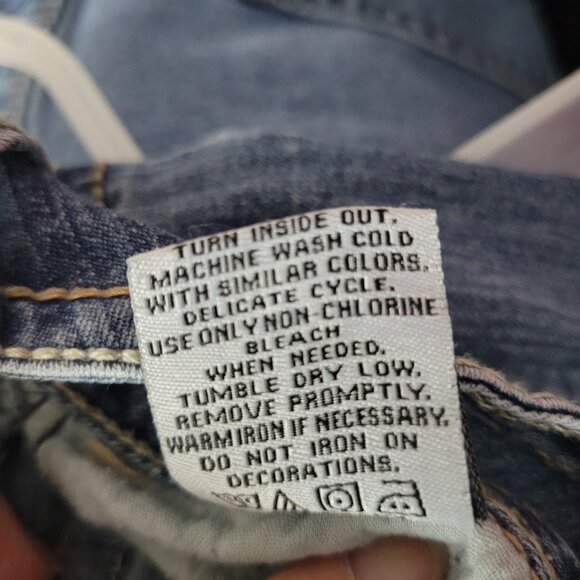 TURN INSIDE OUT.
MACHINE WASH COLD
WITH SIMILAR COLORS.
DELICATE CYCLE.
USE ONLY NON-CHLORINE
BLEACH
WHEN NEEDED.
TUMBLE DRY LOW.
REMOVE PROMPTLY.
WARM IRON IF NECESSARY.
DO NOT IRON ON
DECORATIONS.